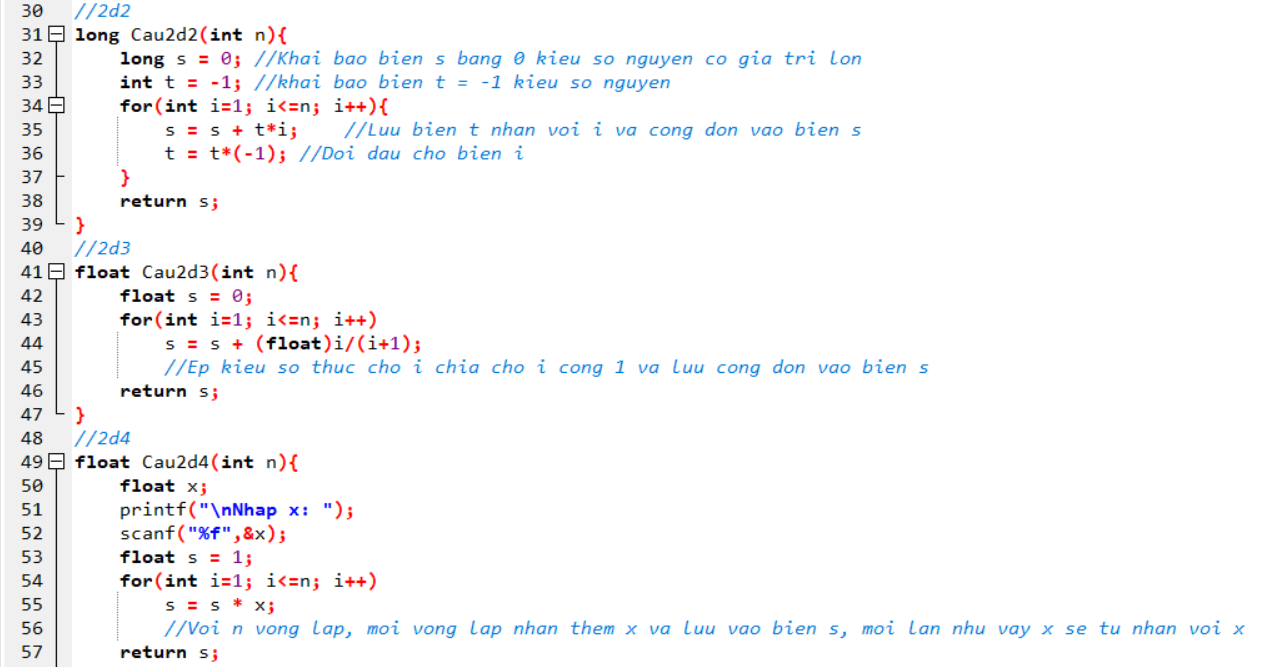 30 //2d2
31 long Cau2d2(int n){
32 long s = 0; //Khai bao bien s bang 0 kieu so nguyen co gia tri lon
33 int t = -1; //khai bao bien t = -1 kieu so nguyen
34 for(int i=1; i<=n; i++){
35 s = s + t*i; //Luu bien t nhan voi i va cong don vao bien s
36 t = t*(-1); //Doi dau cho bien i
37 }
38 return s;
39 }
40 //2d3
41 float Cau2d3(int n){
42 float s = 0;
43 for(int i=1; i<=n; i++)
44 s = s + (float)i/(i+1);
45 //Ep kieu so thuc cho i chia cho i cong 1 va luu cong don vao bien s
46 return s;
47 }
48 //2d4
49 float Cau2d4(int n){
50 float x;
51 printf("\nNhap x: ");
52 scanf("%f",&x);
53 float s = 1;
54 for(int i=1; i<=n; i++)
55 s = s * x;
56 //Voi n vong lap, moi vong lap nhan them x va luu vao bien s, moi lan nhu vay x se tu nhan voi x
57 return s;